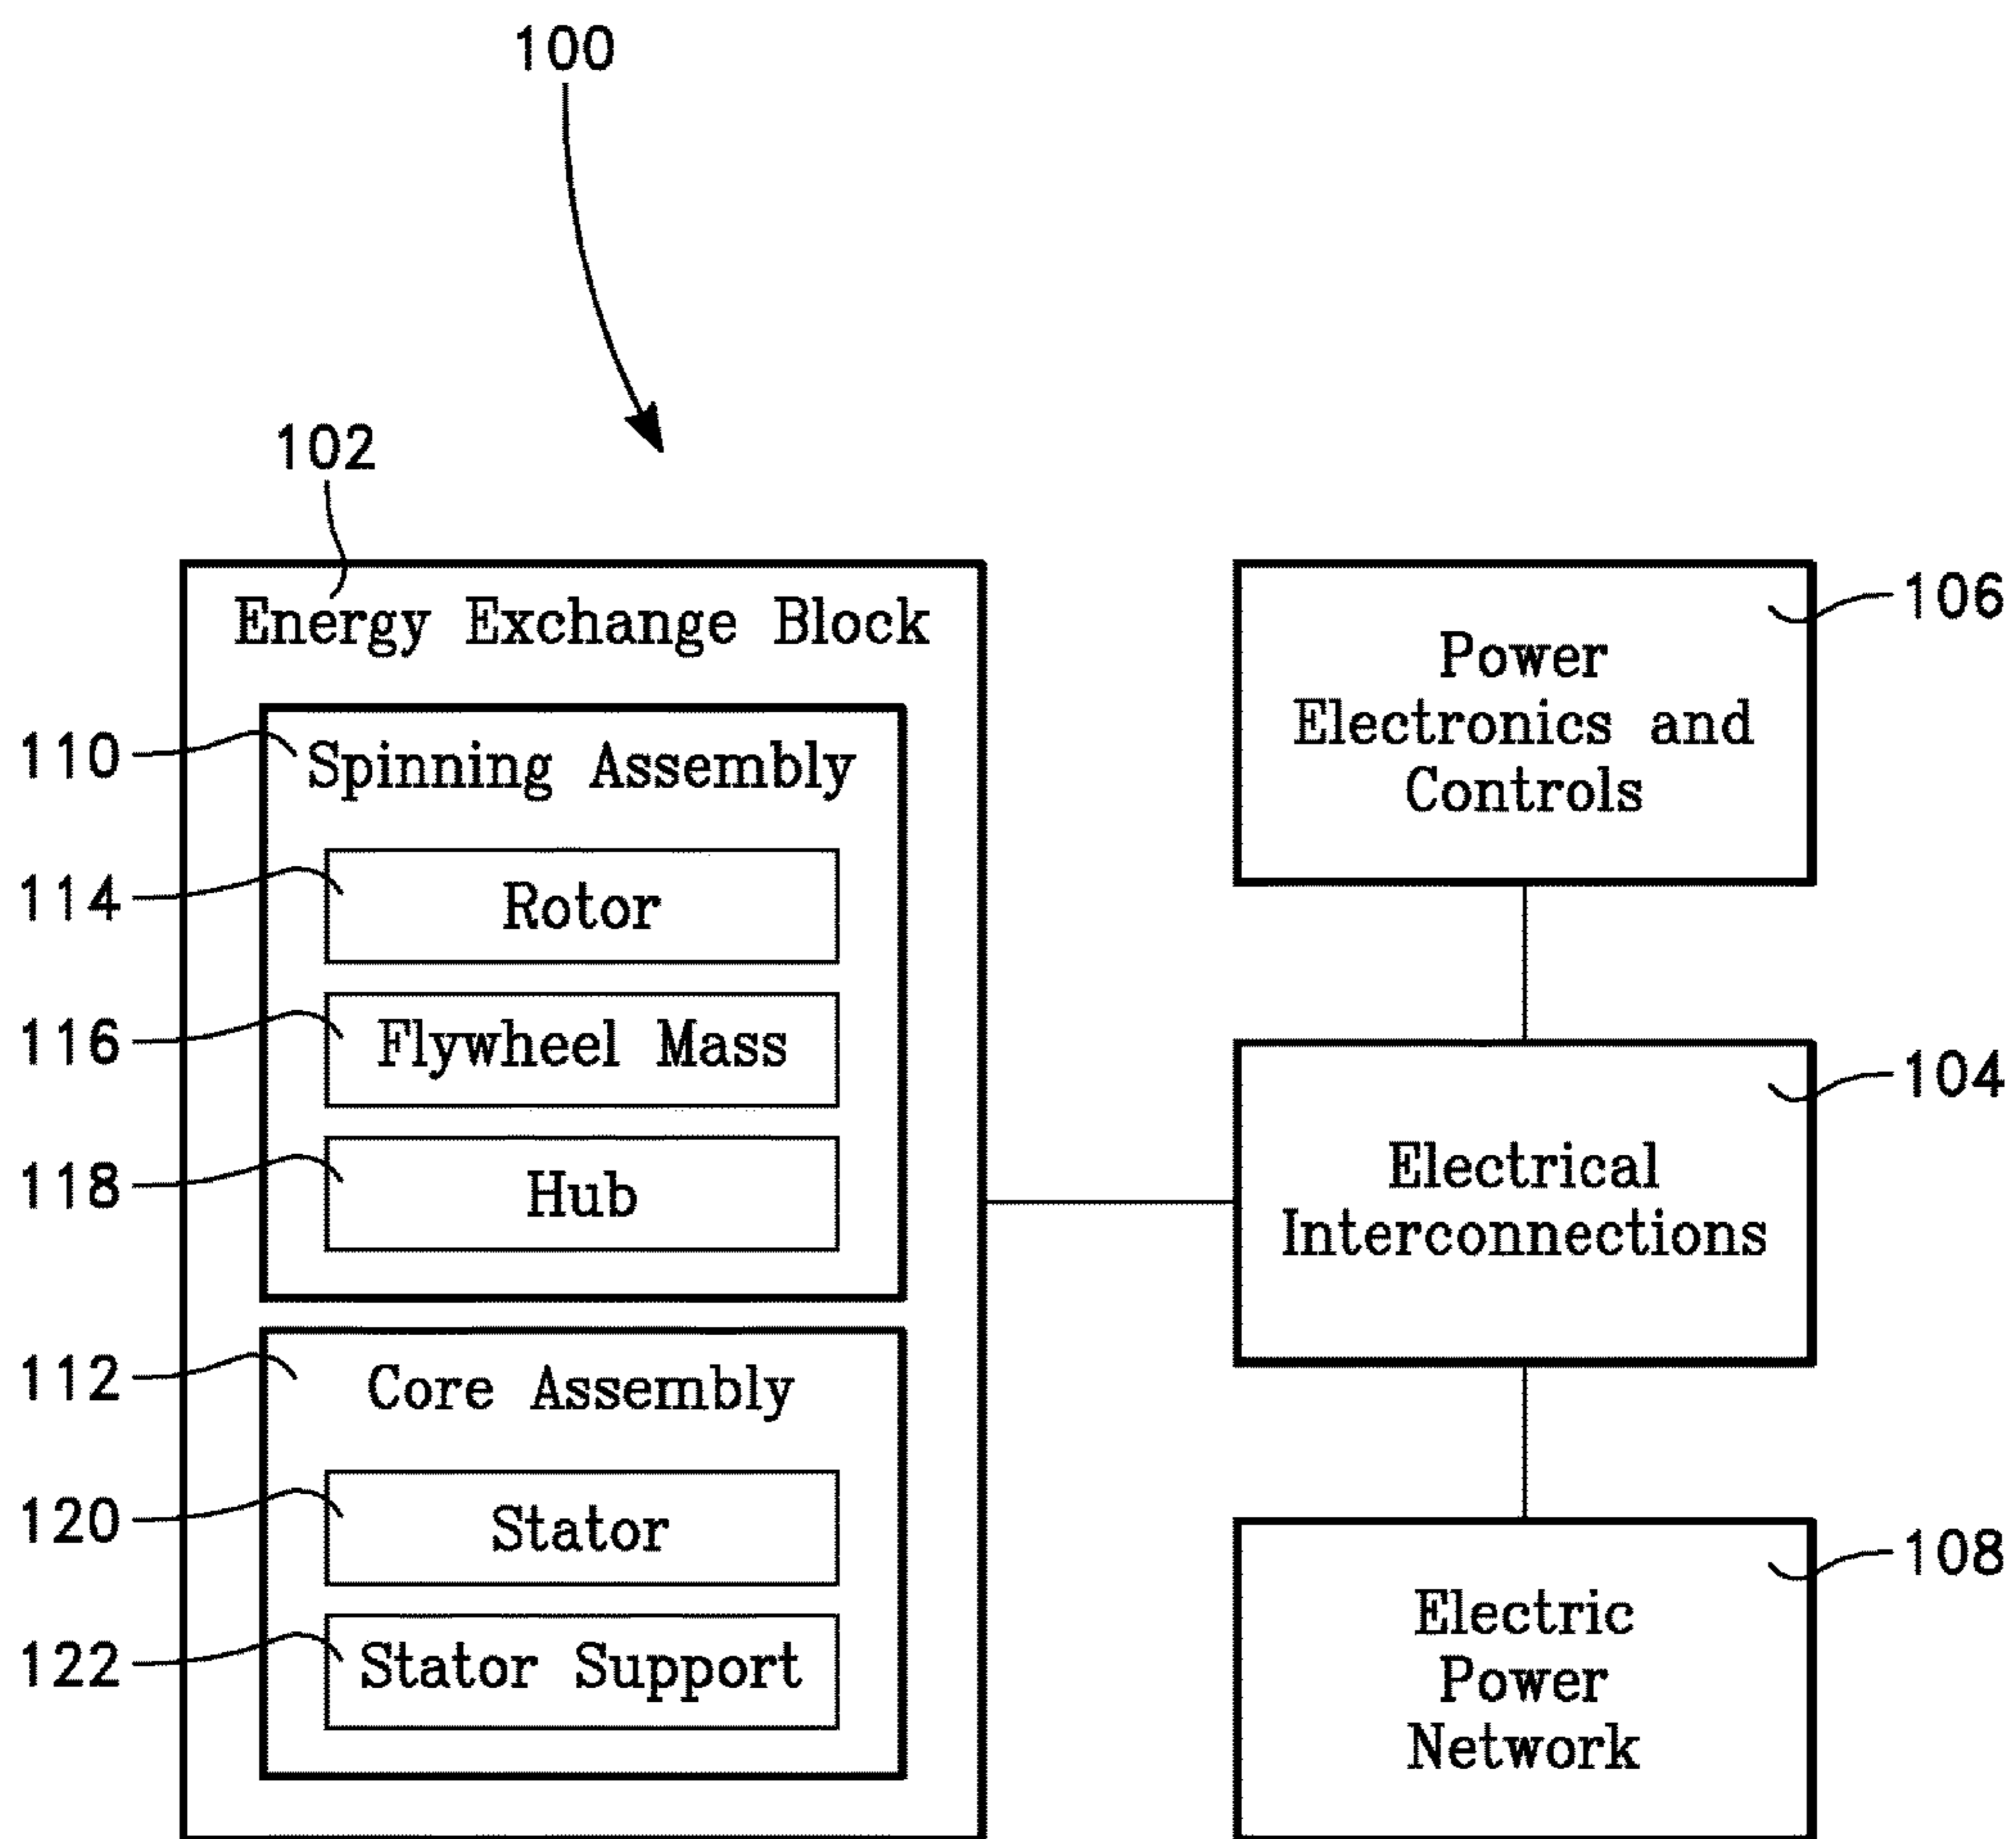 100
102
Energy Exchange Block
110
Spinning Assembly
114
Rotor
116
Flywheel Mass
118
Hub
112
Core Assembly
120
Stator
122
Stator Support
106
Power
Electronics and
Controls
104
Electrical
Interconnections
108
Electric
Power
Network